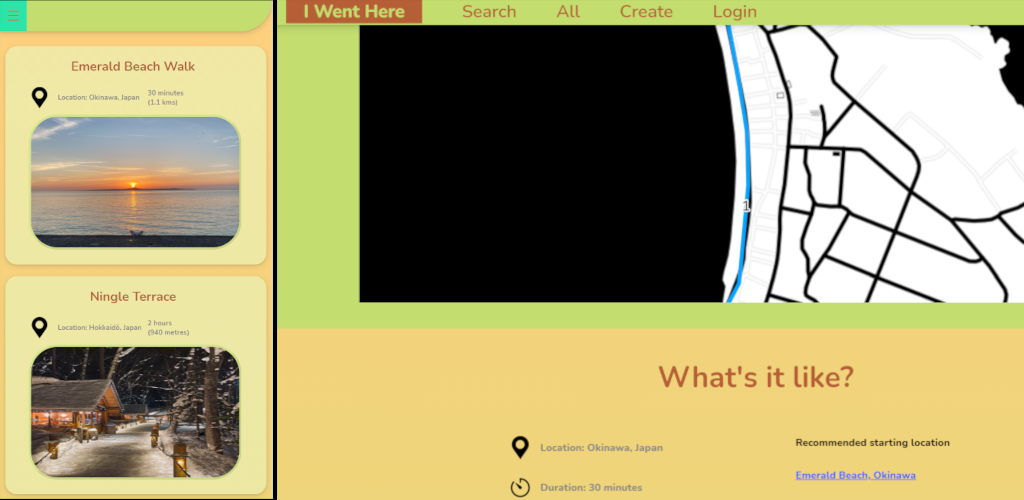 Emerald Beach Walk
Location: Okinawa, Japan
30 minutes
(1.1 kms)
Ningle Terrace
Location: Hokkaidō, Japan
2 hours
(940 metres)
I Went Here
Search
All
Create
Login
1
What's it like?
Location: Okinawa, Japan
Duration: 30 minutes
Recommended starting location
Emerald Beach, Okinawa